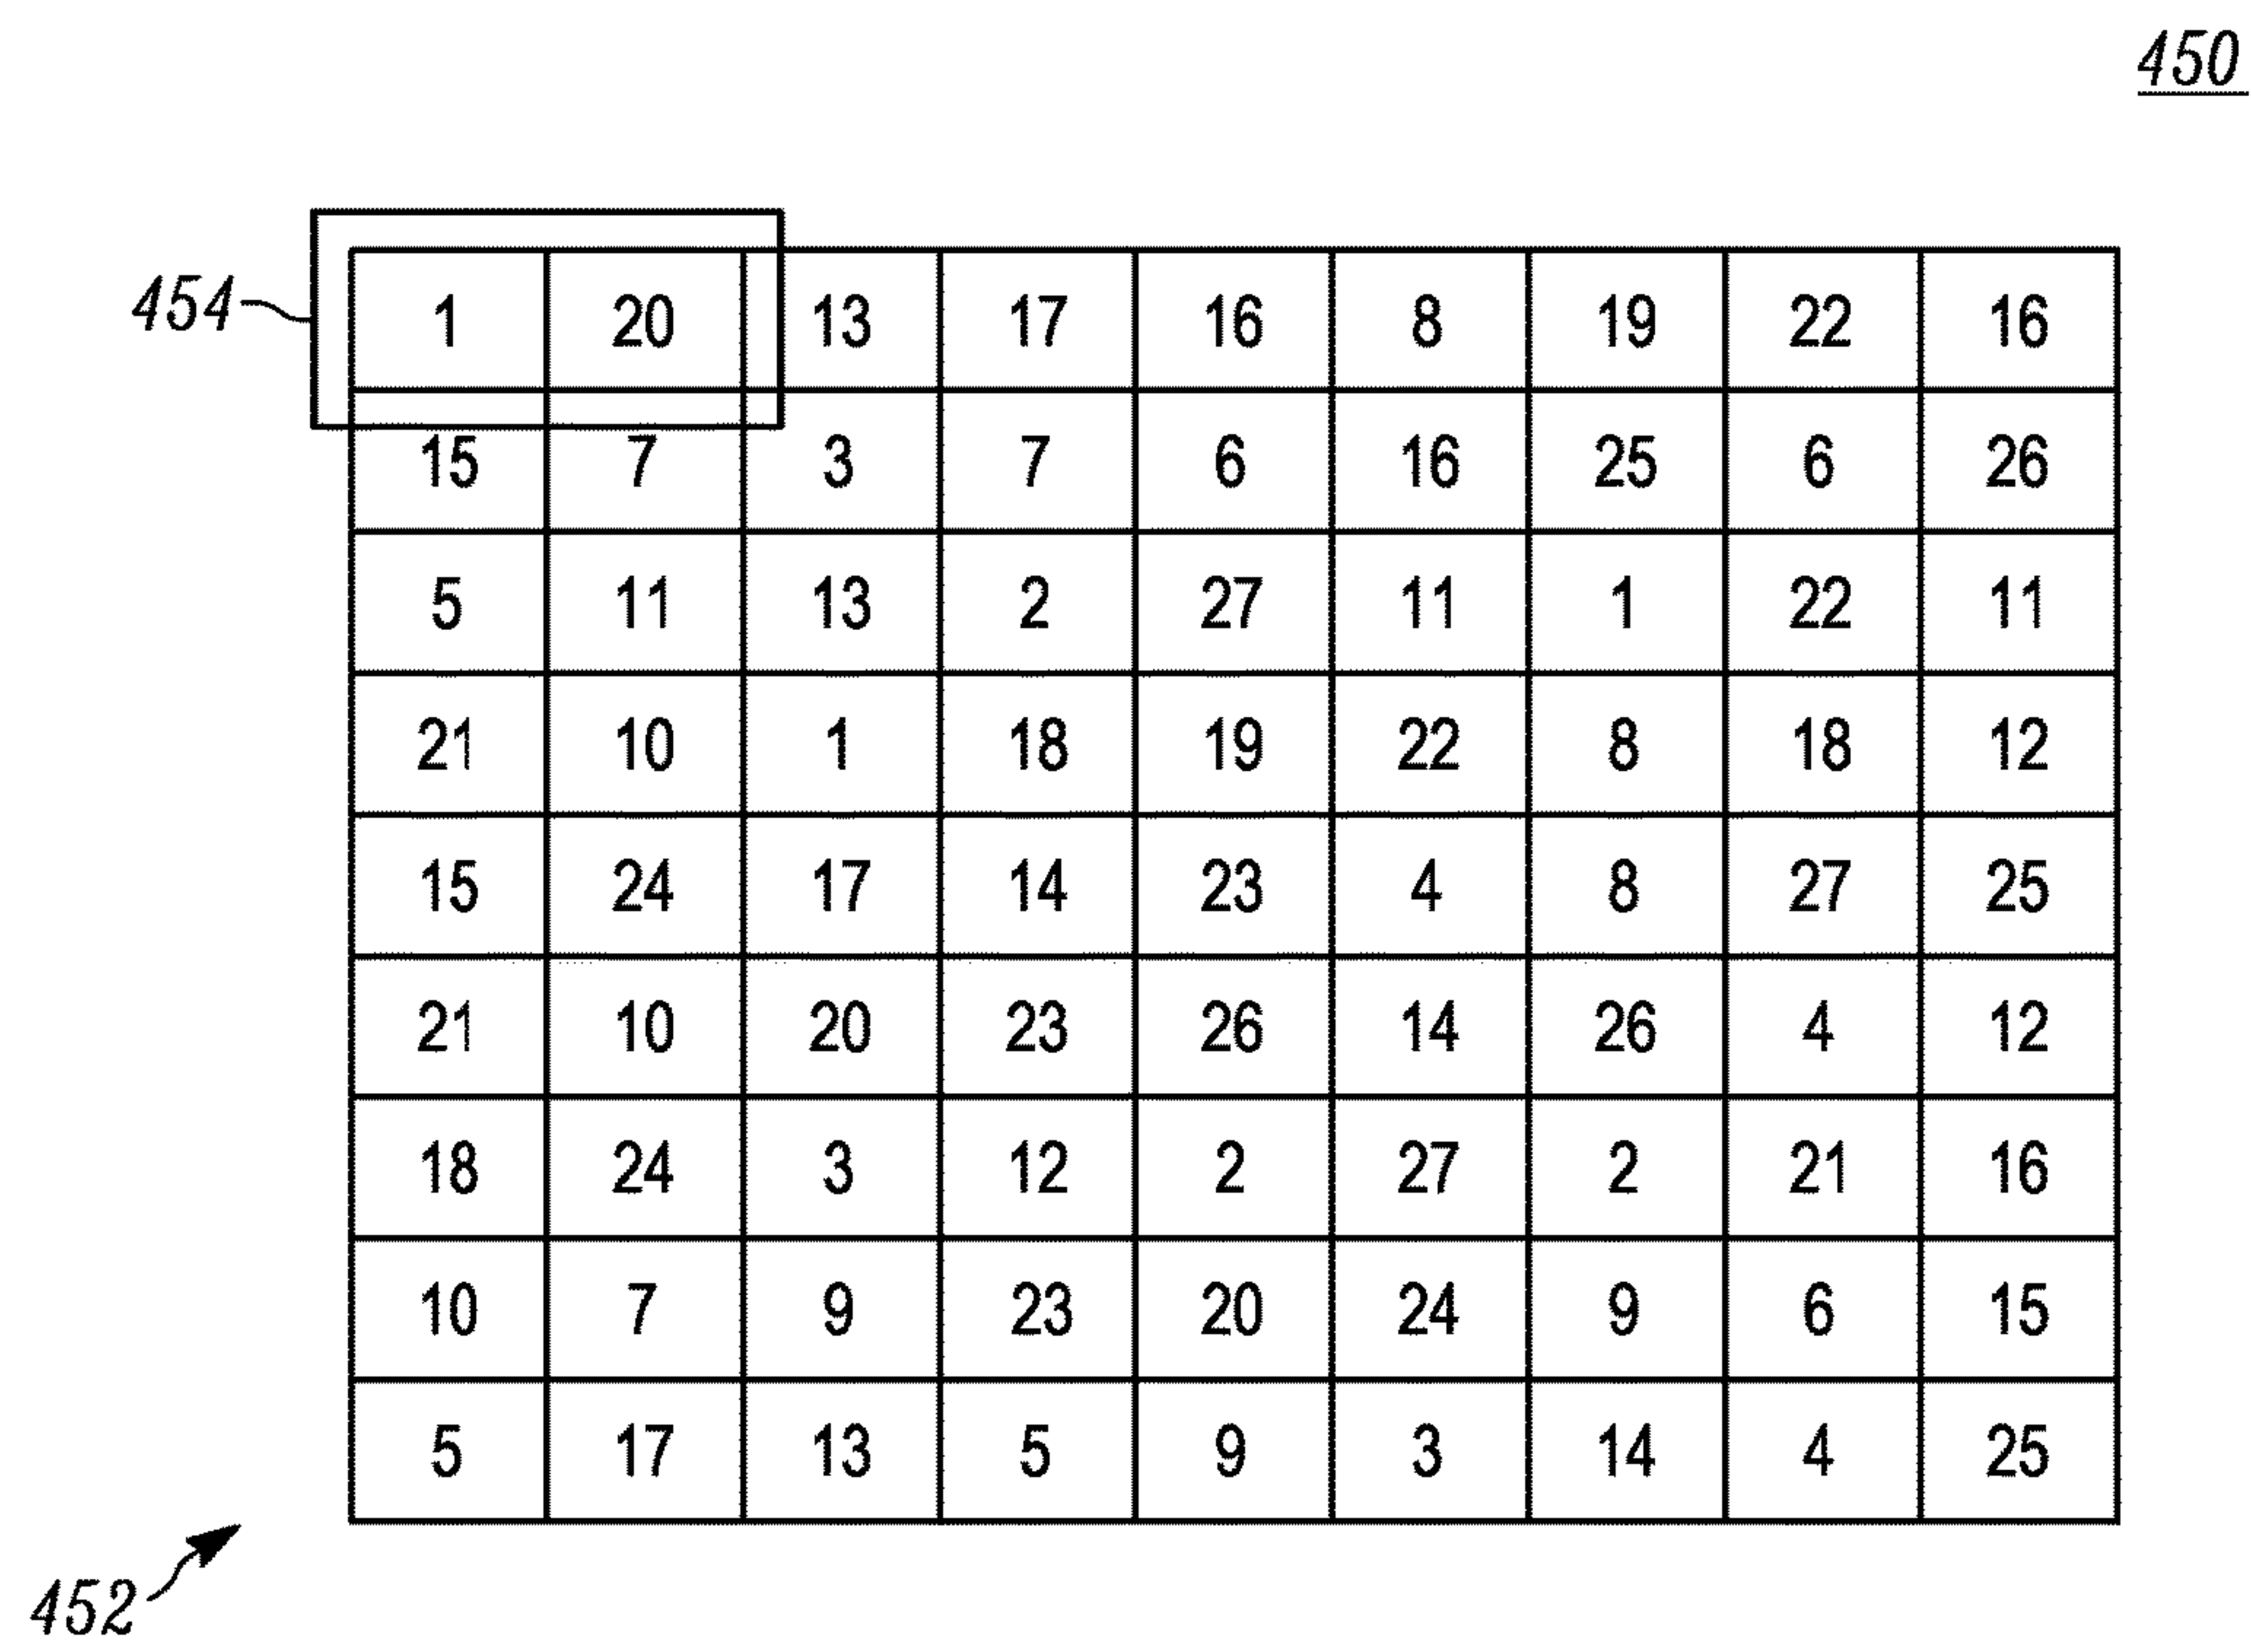 450
454
1 20 13 17 16 8 19 22 16
15 7 3 7 6 16 25 6 26
5 11 13 2 27 11 1 22 11
21 10 1 18 19 22 8 18 12
15 24 17 14 23 4 8 27 25
21 10 20 23 26 14 26 4 12
18 24 3 12 2 27 2 21 16
10 7 9 23 20 24 9 6 15
5 17 13 5 9 3 14 4 25
452